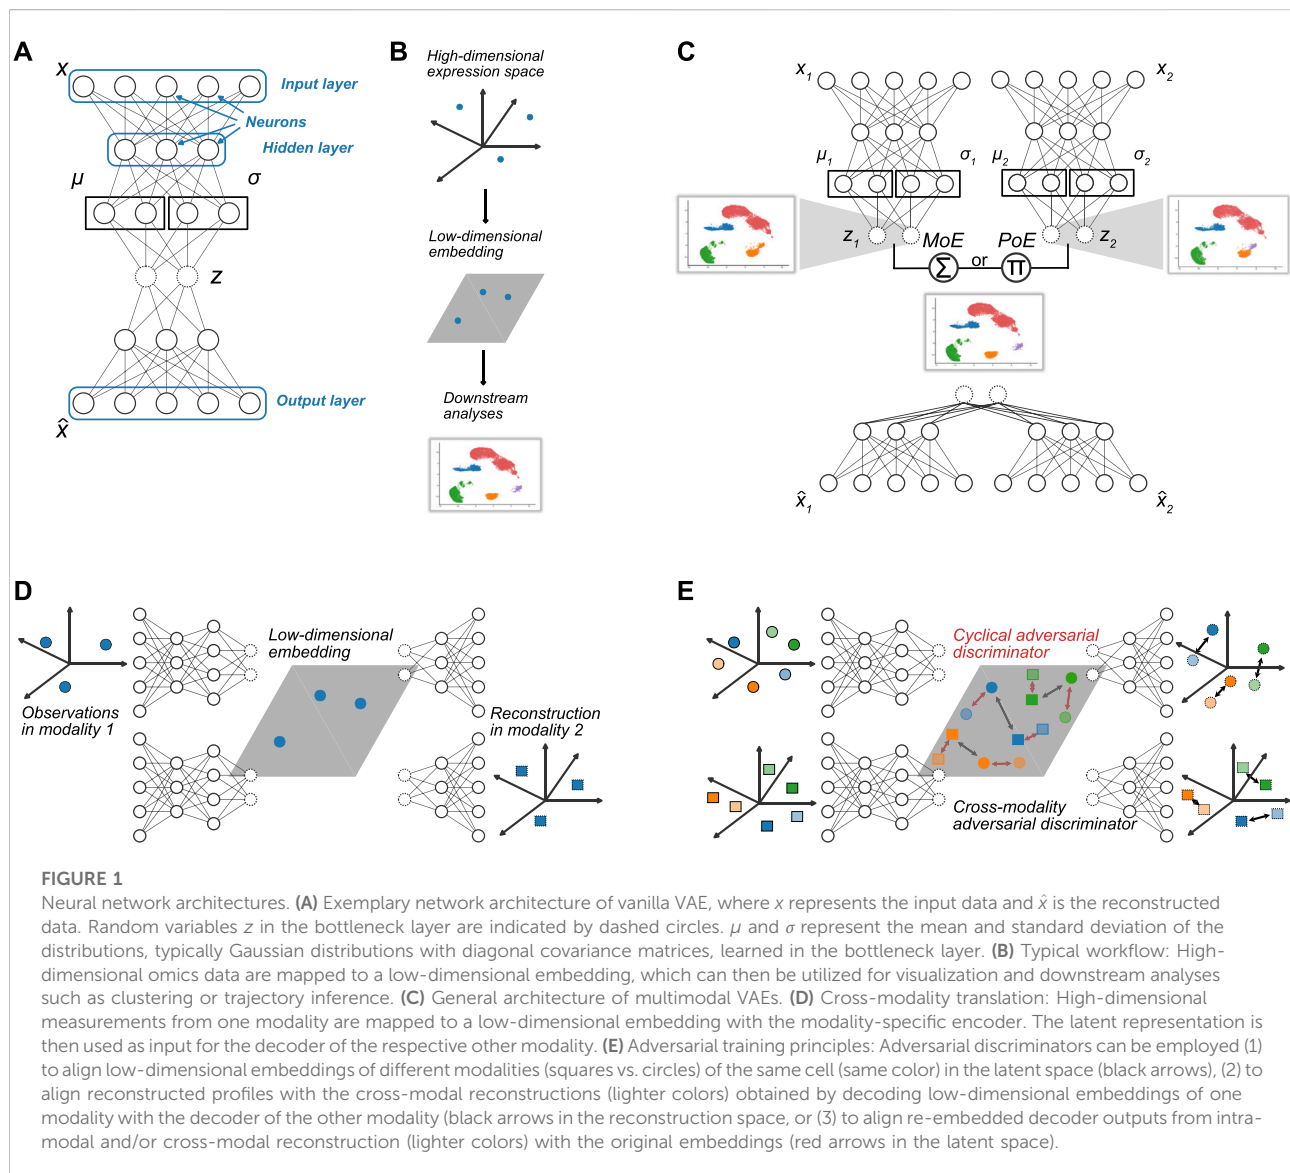 A
x
Input layer
Neurons
Hidden layer
μ
σ
z
Output layer
x̂
B
High-dimensional
expression space
Low-dimensional
embedding
Downstream
analyses
C
x₁
x₂
μ₁
σ₁
μ₂
σ₂
z₁
MoE
PoE
z₂
Σ
or
π
x̂₁
x̂₂
D
Low-dimensional
embedding
Observations
in modality 1
Reconstruction
in modality 2
E
Cyclical adversarial
discriminator
Cross-modality
adversarial discriminator
FIGURE 1
Neural network architectures. (A) Exemplary network architecture of vanilla VAE, where x represents the input data and x̂ is the reconstructed
data. Random variables z in the bottleneck layer are indicated by dashed circles. μ and σ represent the mean and standard deviation of the
distributions, typically Gaussian distributions with diagonal covariance matrices, learned in the bottleneck layer. (B) Typical workflow: High-
dimensional omics data are mapped to a low-dimensional embedding, which can then be utilized for visualization and downstream analyses
such as clustering or trajectory inference. (C) General architecture of multimodal VAEs. (D) Cross-modality translation: High-dimensional
measurements from one modality are mapped to a low-dimensional embedding with the modality-specific encoder. The latent representation is
then used as input for the decoder of the respective other modality. (E) Adversarial training principles: Adversarial discriminators can be employed (1)
to align low-dimensional embeddings of different modalities (squares vs. circles) of the same cell (same color) in the latent space (black arrows), (2) to
align reconstructed profiles with the cross-modal reconstructions (lighter colors) obtained by decoding low-dimensional embeddings of one
modality with the decoder of the other modality (black arrows in the reconstruction space, or (3) to align re-embedded decoder outputs from intra-
modal and/or cross-modal reconstruction (lighter colors) with the original embeddings (red arrows in the latent space).